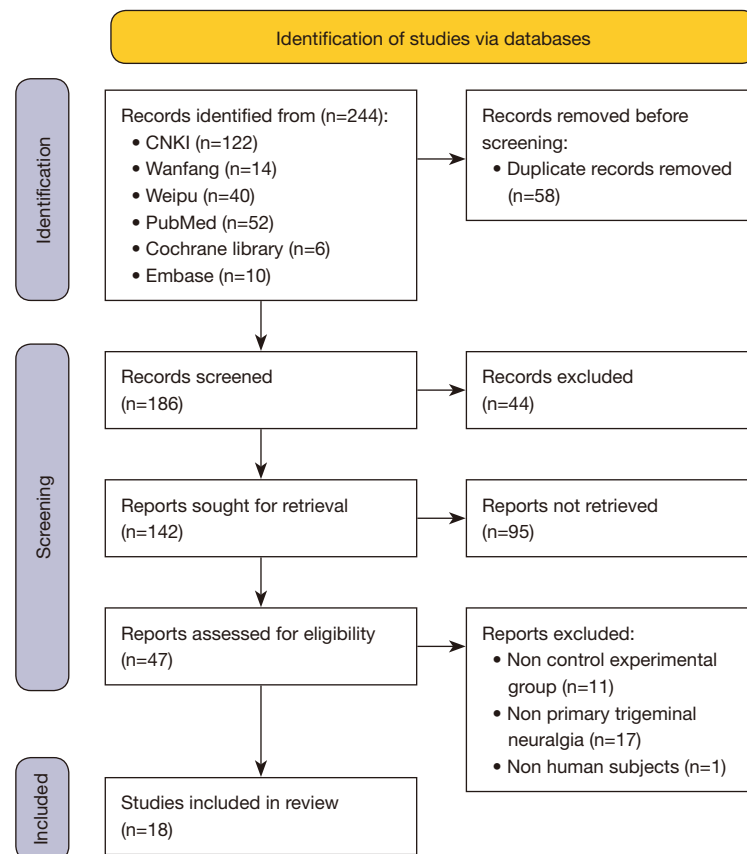 Identification of studies via databases
Identification
Records identified from (n=244):
• CNKI (n=122)
• Wanfang (n=14)
• Weipu (n=40)
• PubMed (n=52)
• Cochrane library (n=6)
• Embase (n=10)
Records removed before
screening:
• Duplicate records removed
(n=58)
Screening
Records screened
(n=186)
Records excluded
(n=44)
Reports sought for retrieval
(n=142)
Reports not retrieved
(n=95)
Reports assessed for eligibility
(n=47)
Reports excluded:
• Non control experimental
group (n=11)
• Non primary trigeminal
neuralgia (n=17)
• Non human subjects (n=1)
Included
Studies included in review
(n=18)